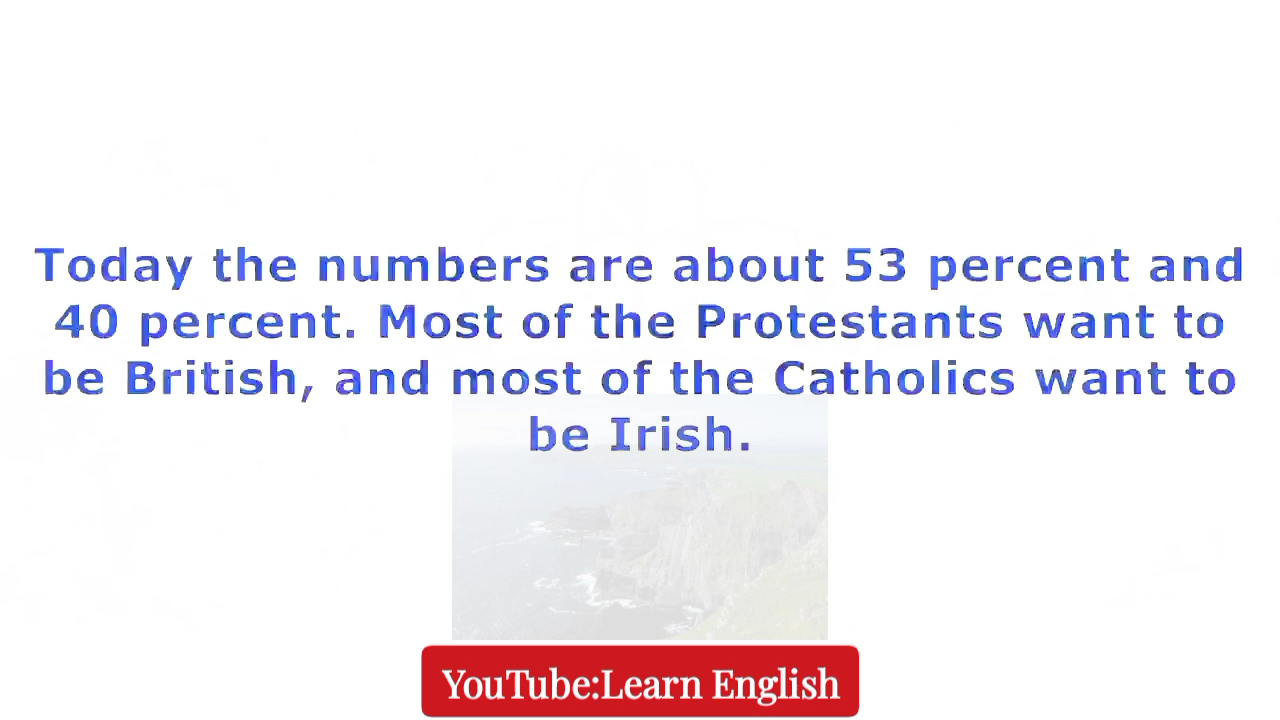 Today the numbers are about 53 percent and
40 percent. Most of the Protestants want to
be British, and most of the Catholics want to
be Irish.
YouTube:Learn English